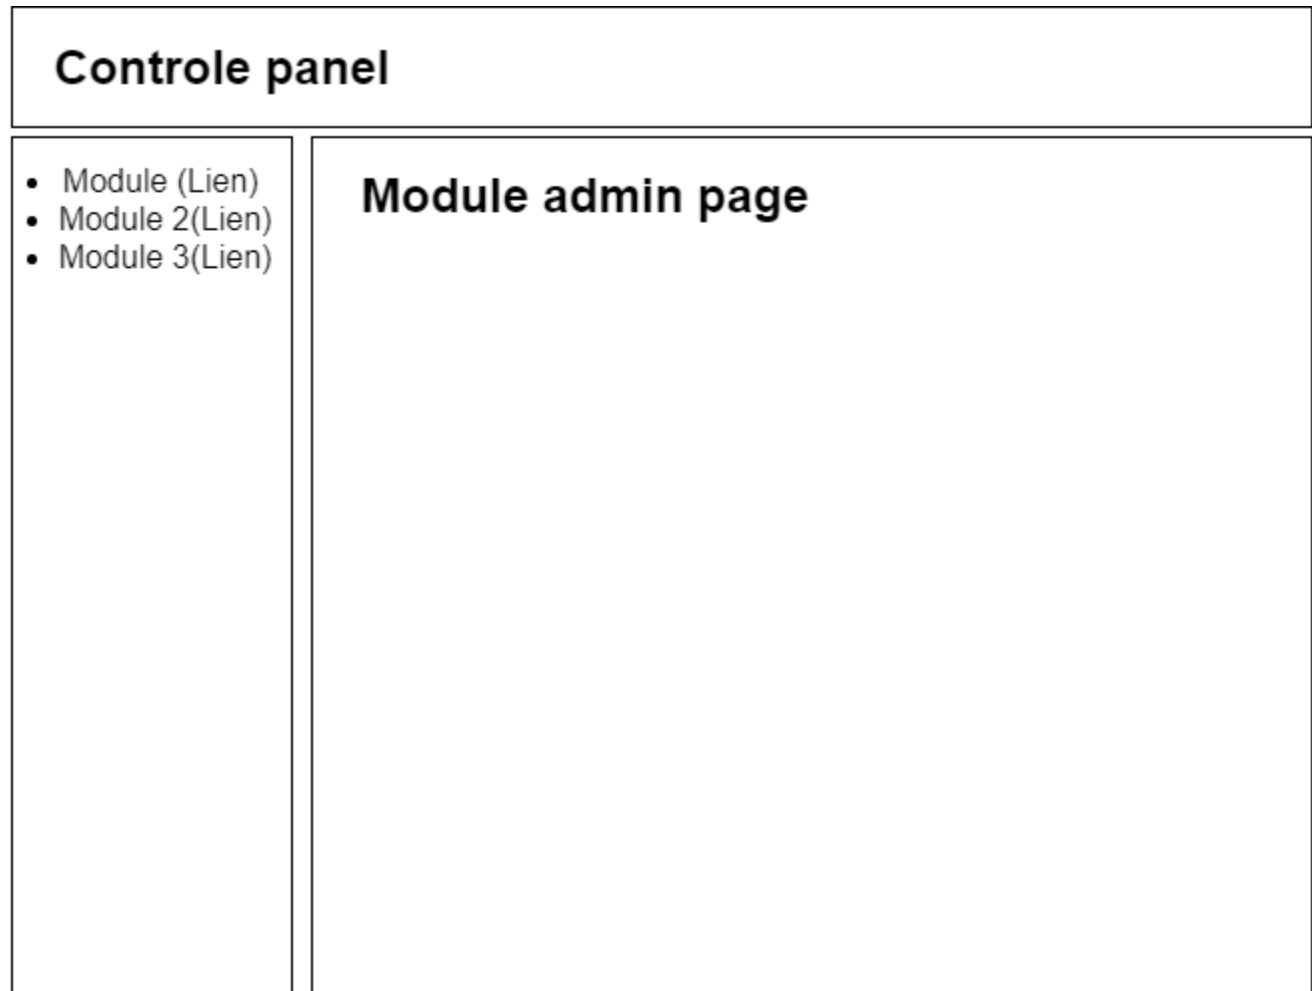 Controle panel
Module (Lien)
Module 2(Lien)
Module 3(Lien)
Module admin page